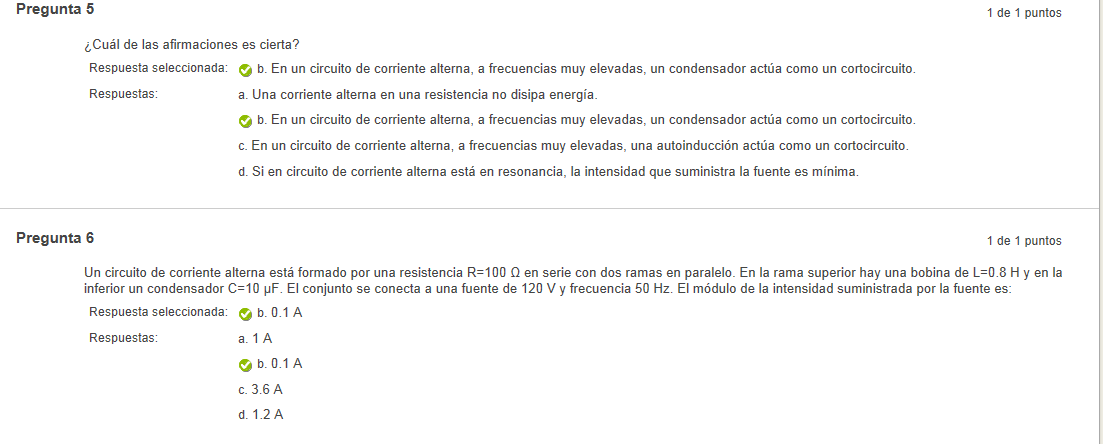 Pregunta 5
1 de 1 puntos
¿Cuál de las afirmaciones es cierta?
Respuesta seleccionada: b. En un circuito de corriente alterna, a frecuencias muy elevadas, un condensador actúa como un cortocircuito.
Respuestas: a. Una corriente alterna en una resistencia no disipa energía.
b. En un circuito de corriente alterna, a frecuencias muy elevadas, un condensador actúa como un cortocircuito.
c. En un circuito de corriente alterna, a frecuencias muy elevadas, una autoinducción actúa como un cortocircuito.
d. Si en circuito de corriente alterna está en resonancia, la intensidad que suministra la fuente es mínima.
Pregunta 6
1 de 1 puntos
Un circuito de corriente alterna está formado por una resistencia R=100 Ω en serie con dos ramas en paralelo. En la rama superior hay una bobina de L=0.8 H y en la
inferior un condensador C=10 µF. El conjunto se conecta a una fuente de 120 V y frecuencia 50 Hz. El módulo de la intensidad suministrada por la fuente es:
Respuesta seleccionada: b. 0.1 A
Respuestas: a. 1 A
b. 0.1 A
c. 3.6 A
d. 1.2 A